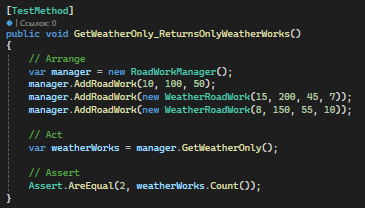 [TestMethod]
Ссылок: 0
public void GetWeatherOnly_ReturnsOnlyWeatherWorks()
{
// Arrange
var manager = new RoadWorkManager();
manager.AddRoadWork(10, 100, 50);
manager.AddRoadWork(new WeatherRoadWork(15, 200, 45, 7));
manager.AddRoadWork(new WeatherRoadWork(8, 150, 55, 10));
// Act
var weatherWorks = manager.GetWeatherOnly();
// Assert
Assert.AreEqual(2, weatherWorks.Count());
}